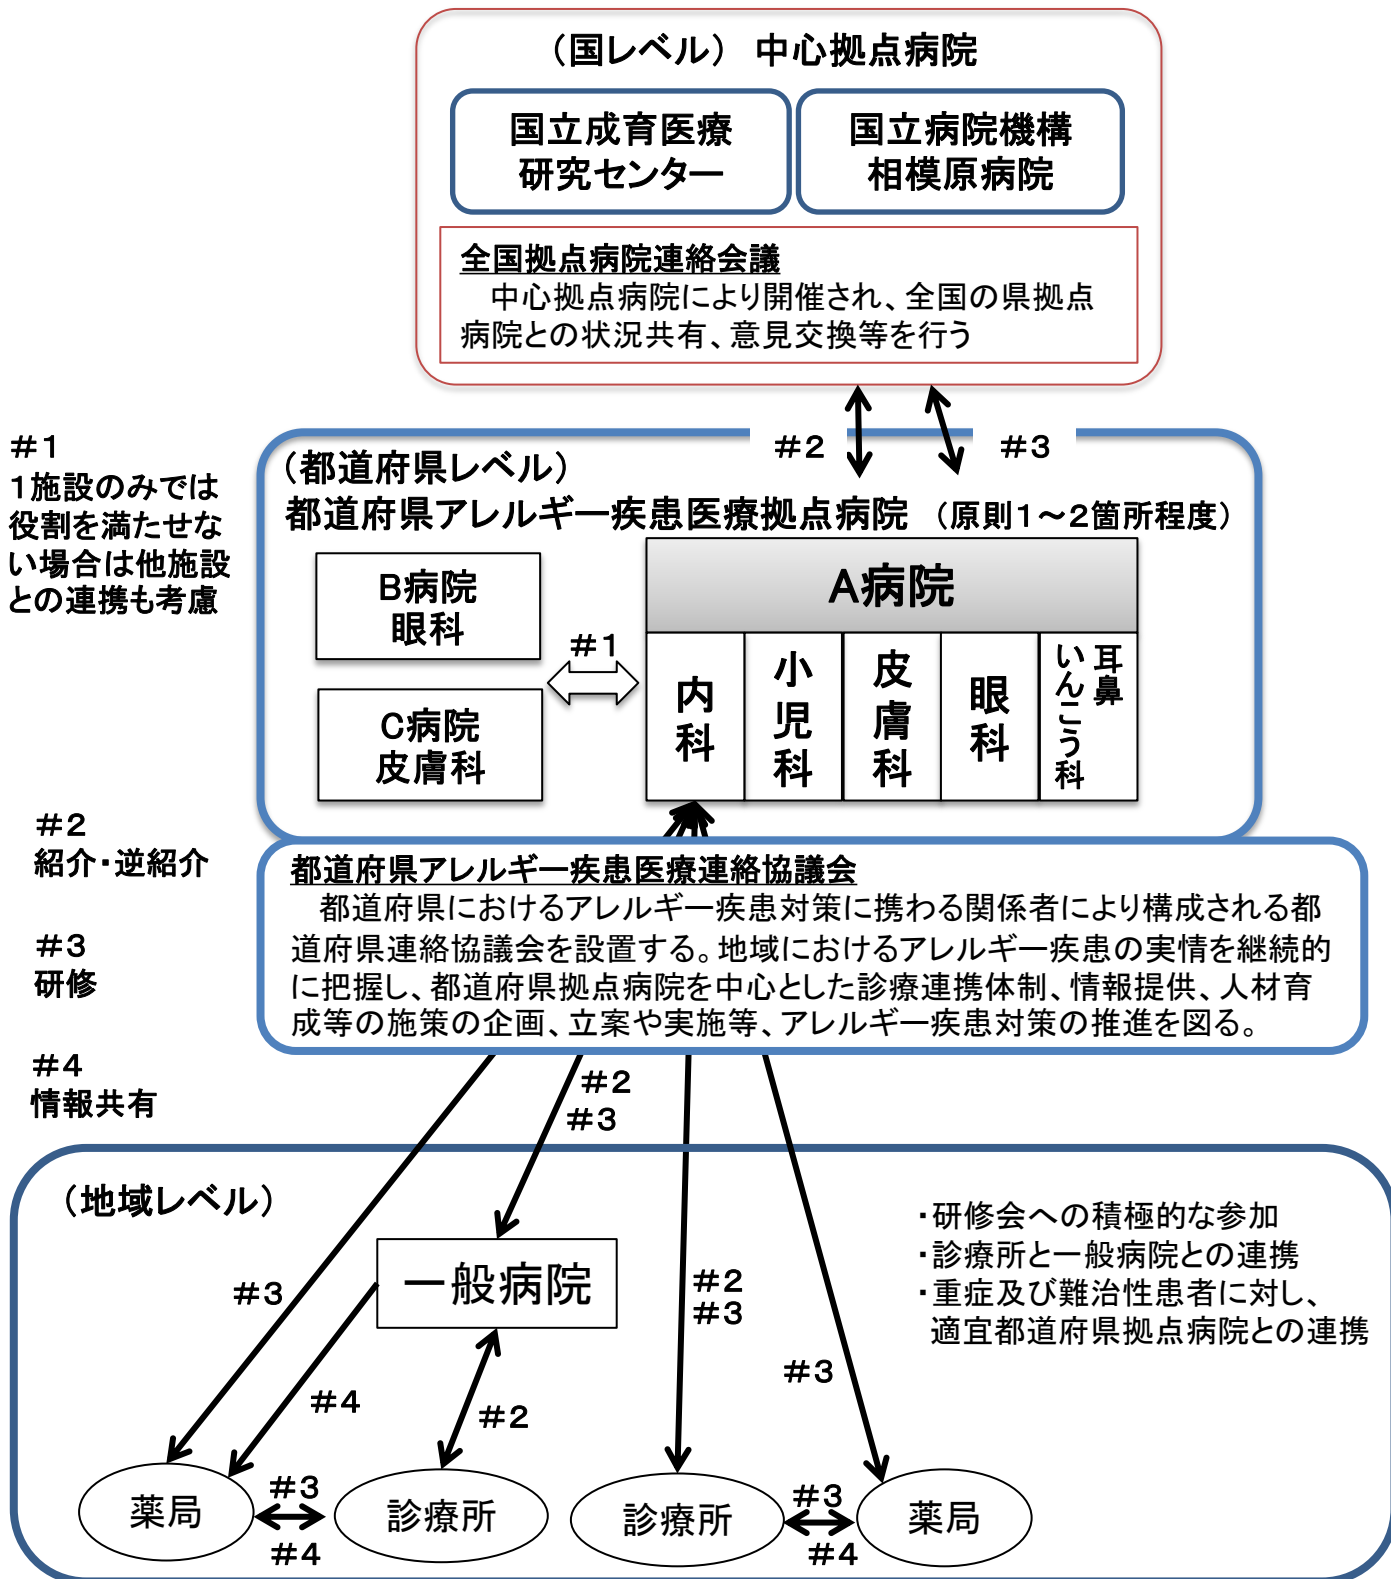 （国レベル） 中心拠点病院
国立成育医療
研究センター
国立病院機構
相模原病院
全国拠点病院連絡会議
中心拠点病院により開催され、全国の県拠点
病院との状況共有、意見交換等を行う
＃1
1施設のみでは
役割を満たせな
い場合は他施設
との連携も考慮
＃2
＃3
（都道府県レベル）
都道府県アレルギー疾患医療拠点病院 （原則1～2箇所程度）
B病院
眼科
C病院
皮膚科
＃1
A病院
内科
小児科
皮膚科
眼科
耳鼻
いんこう科
＃2
紹介・逆紹介
＃3
研修
＃4
情報共有
都道府県アレルギー疾患医療連絡協議会
都道府県におけるアレルギー疾患対策に携わる関係者により構成される都
道府県連絡協議会を設置する。地域におけるアレルギー疾患の実情を継続的
に把握し、都道府県拠点病院を中心とした診療連携体制、情報提供、人材育
成等の施策の企画、立案や実施等、アレルギー疾患対策の推進を図る。
＃2
＃3
（地域レベル）
・研修会への積極的な参加
・診療所と一般病院との連携
・重症及び難治性患者に対し、
適宜都道府県拠点病院との連携
一般病院
＃3
＃2
＃3
＃3
＃4
＃2
薬局
＃3
＃4
診療所
診療所
＃3
＃4
薬局